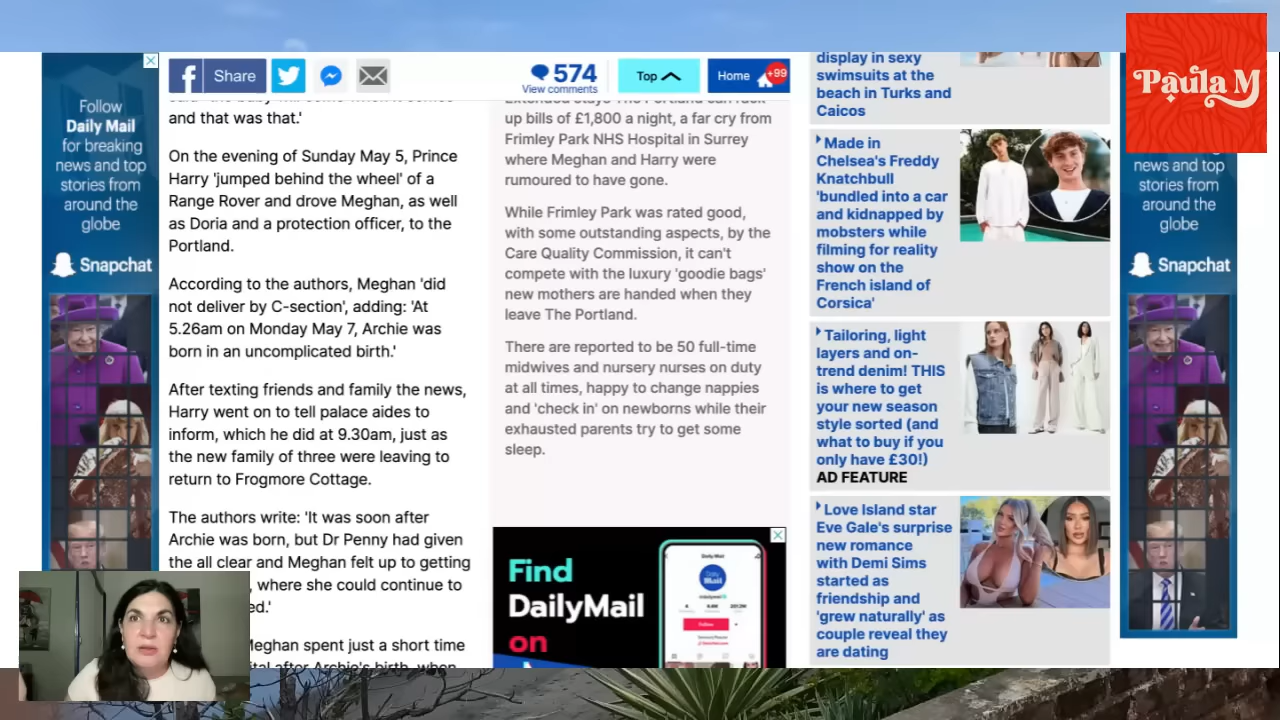 Follow
Daily Mail
for breaking
news and top
stories from
around the
globe
Snapchat
Share
574
View comments
Top
Home
+99
and that was that.'
On the evening of Sunday May 5, Prince
Harry 'jumped behind the wheel' of a
Range Rover and drove Meghan, as well
as Doria and a protection officer, to the
Portland.
According to the authors, Meghan 'did
not deliver by C-section', adding: 'At
5.26am on Monday May 7, Archie was
born in an uncomplicated birth.'
After texting friends and family the news,
Harry went on to tell palace aides to
inform, which he did at 9.30am, just as
the new family of three were leaving to
return to Frogmore Cottage.
The authors write: 'It was soon after
Archie was born, but Dr Penny had given
the all clear and Meghan felt up to getting
, where she could continue to
ed.'
Meghan spent just a short time
ital after Archie's birth, when
Extended stays The Portland can rack
up bills of £1,800 a night, a far cry from
Frimley Park NHS Hospital in Surrey
where Meghan and Harry were
rumoured to have gone.
While Frimley Park was rated good,
with some outstanding aspects, by the
Care Quality Commission, it can't
compete with the luxury 'goodie bags'
new mothers are handed when they
leave The Portland.
There are reported to be 50 full-time
midwives and nursery nurses on duty
at all times, happy to change nappies
and 'check in' on newborns while their
exhausted parents try to get some
sleep.
Find
DailyMail
on
Daily Mail
Follow
display in sexy
swimsuits at the
beach in Turks and
Caicos
Made in
Chelsea's Freddy
Knatchbull
'bundled into a car
and kidnapped by
mobsters while
filming for reality
show on the
French island of
Corsica'
Tailoring, light
layers and on-
trend denim! THIS
is where to get
your new season
style sorted (and
what to buy if you
only have £30!)
AD FEATURE
Love Island star
Eve Gale's surprise
new romance
with Demi Sims
started as
friendship and
'grew naturally' as
couple reveal they
are dating
Paula M
news and top
stories from
around the
globe
Snapchat